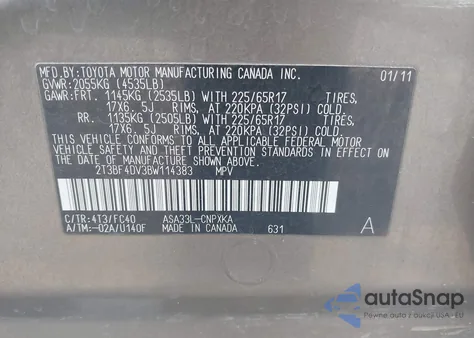 MFD.BY:TOYOTA MOTOR MANUFACTURING CANADA INC. 01/11
GVWR:2055KG (4535LB)
GAWR:FRT. 1145KG (2535LB) WITH 225/65R17 TIRES,
17X6. 5J RIMS, AT 220KPA (32PSI) COLD
RR. 1135KG (2505LB) WITH 225/65R17 TIRES,
17X6. 5J RIMS, AT 220KPA (32PSI) COLD.
THIS VEHICLE CONFORMS TO ALL APPLICABLE FEDERAL MOTOR
VEHICLE SAFETY AND
STANDARDS IN EFFECT ON THE DATE OF
MANUFACTURE SHOWN ABOVE.
2T3BF4DV3BW114383 MPV
C/TR:4T3/FC40 ASA33L-CNPXKA A
A/TM:-02A/U140F MADE IN CANADA 631
autoSnap